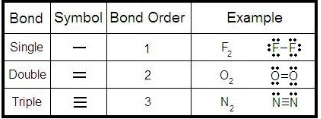 Bond Symbol Bond Order Example
Single — 1 F₂ F–F
Double = 2 O₂ O=O
Triple ≡ 3 N₂ N≡N